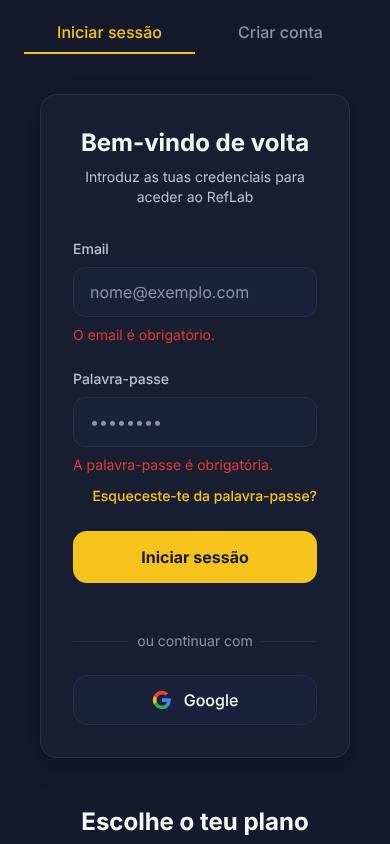 Iniciar sessão
Criar conta
Bem-vindo de volta
Introduz as tuas credenciais para
aceder ao RefLab
Email
nome@exemplo.com
O email é obrigatório.
Palavra-passe
••••••••
A palavra-passe é obrigatória.
Esqueceste-te da palavra-passe?
Iniciar sessão
ou continuar com
Google
Escolhe o teu plano